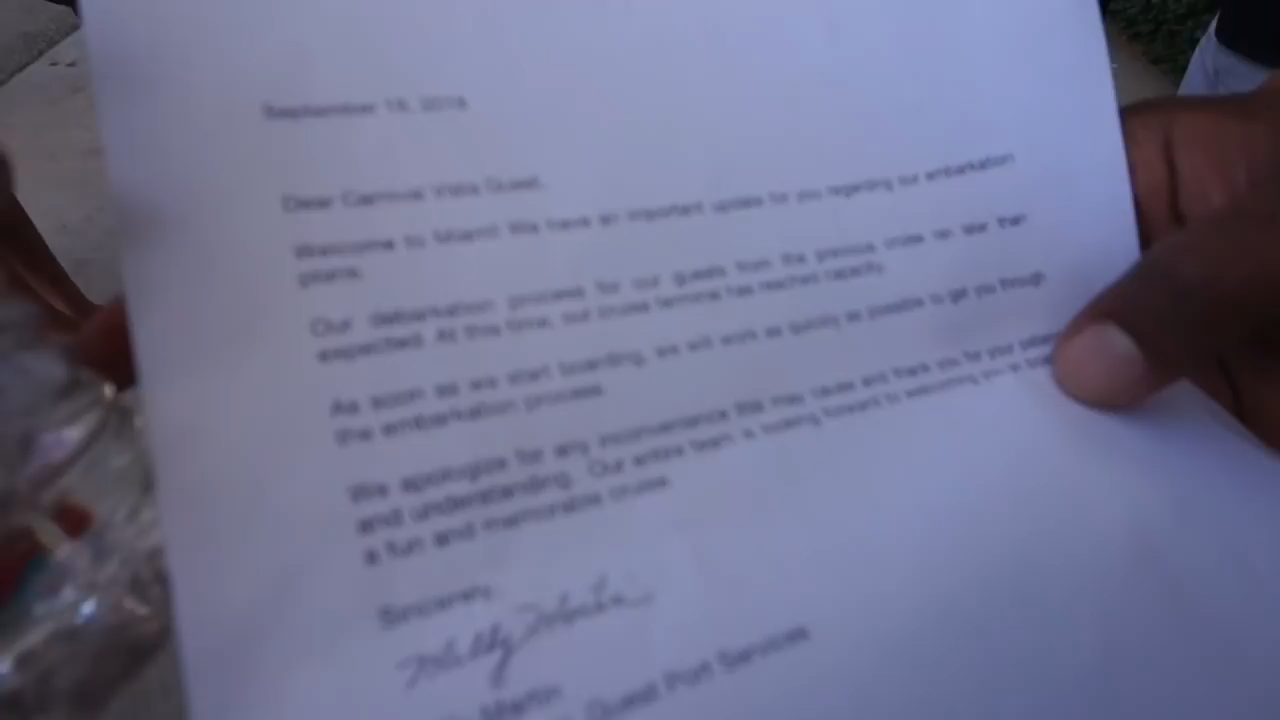 September 2018
Dear Carnival Vista Guest,
Welcome to Miami! We have an important update for you regarding our embarkation
plans.
Our debarkation process for our guests from the previous cruise ran later than
expected. At this time, our cruise terminal has reached capacity.
As soon as we start boarding, we will work as quickly as possible to get you through
the embarkation process.
We apologize for any inconvenience this may cause and thank you for your
and understanding. Our entire team is looking forward to welcoming you
a fun and memorable cruise.
Sincerely,
Martin
Guest Port Services